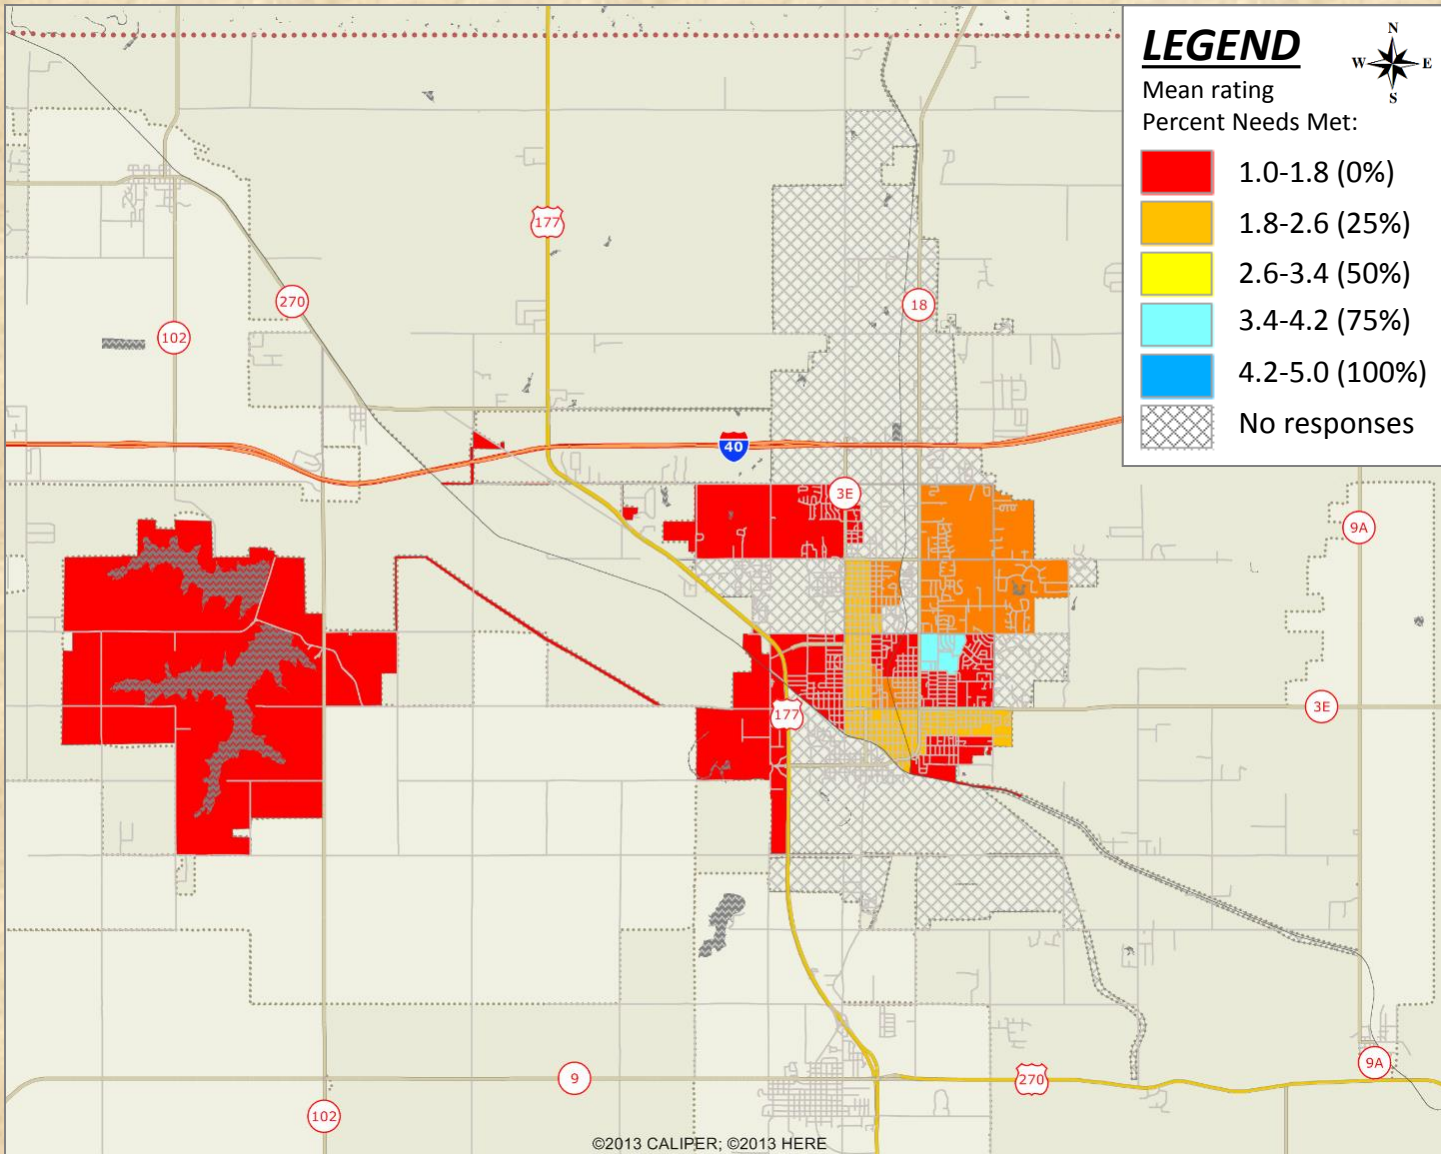 LEGEND
N
W E
S
Mean rating
Percent Needs Met:
1.0-1.8 (0%)
1.8-2.6 (25%)
2.6-3.4 (50%)
3.4-4.2 (75%)
4.2-5.0 (100%)
No responses
177
270
18
102
40
3E
9A
3E
177
9A
9
270
102
©2013 CALIPER; ©2013 HERE